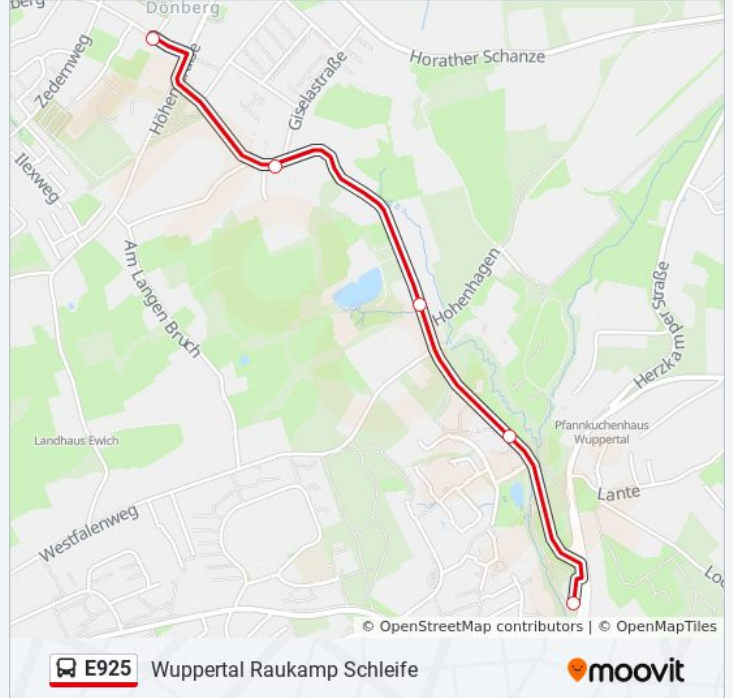 berg
Dönberg
Zedernweg
Höhen
Giselastraße
Horather Schanze
Ilexweg
Am Langen Bruch
Hohenhagen
Herzkamper Straße
Landhaus Ewich
Pfannkuchenhaus
Wuppertal
Westfalenweg
Lante
© OpenStreetMap contributors | © OpenMapTiles
E925 Wuppertal Raukamp Schleife
moovit